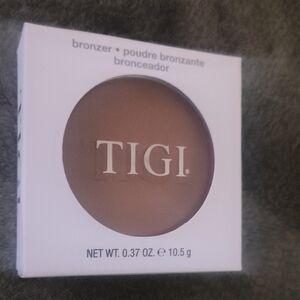 bronzer • poudre bronzante
bronceador
TIGI.
NET WT. 0.37 OZ. ℮ 10.5 g